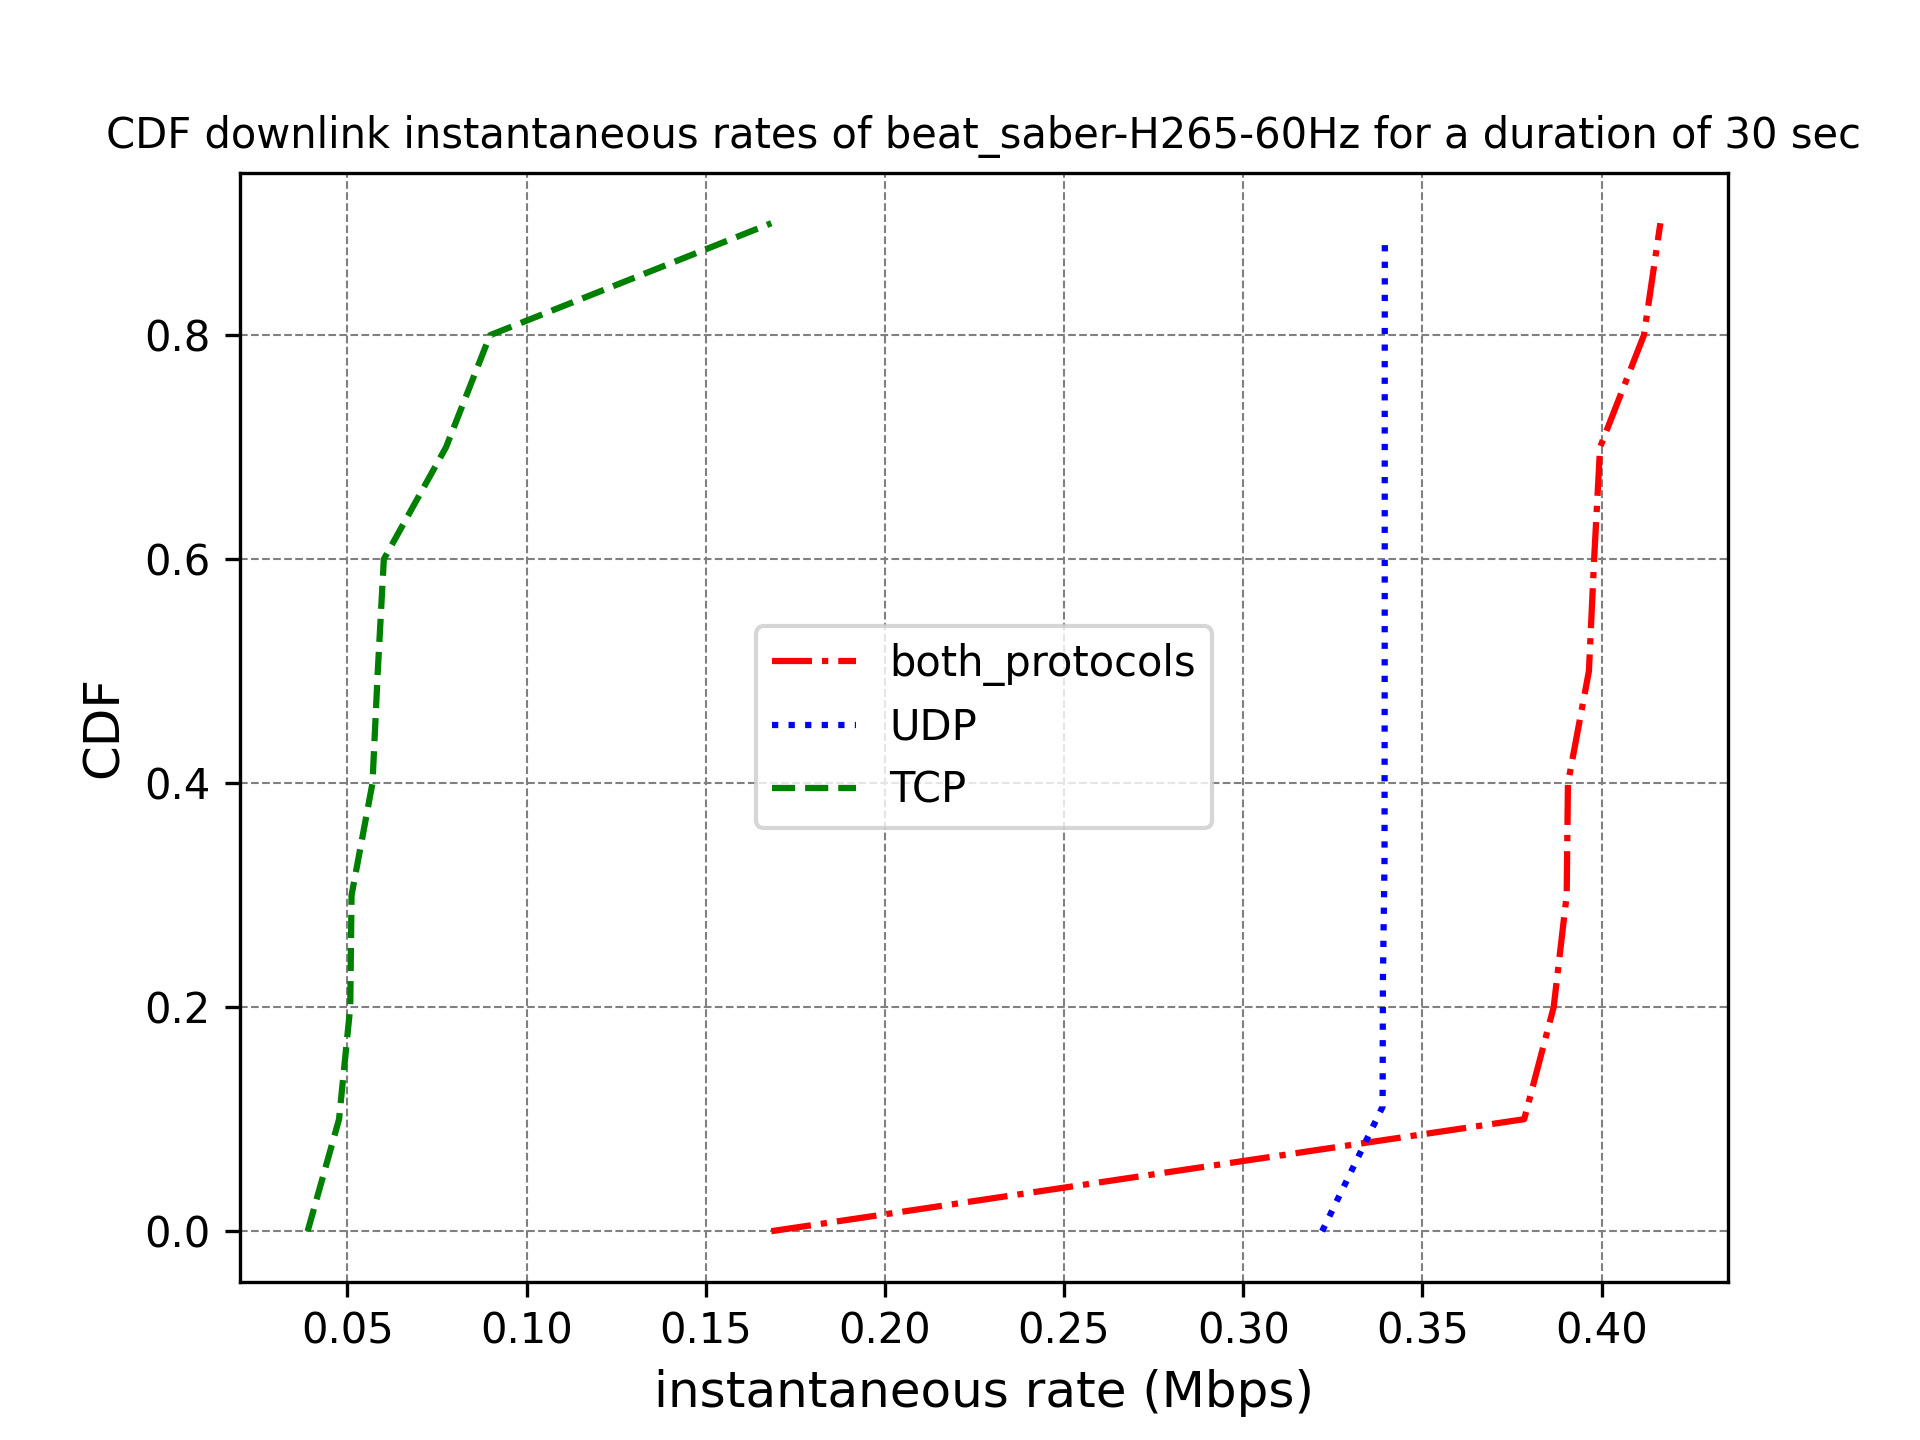 CDF downlink instantaneous rates of beat_saber-H265-60Hz for a duration of 30 sec
CDF
0.8
0.6
0.4
0.2
0.0
both_protocols
UDP
TCP
0.05 0.10 0.15 0.20 0.25 0.30 0.35 0.40
instantaneous rate (Mbps)